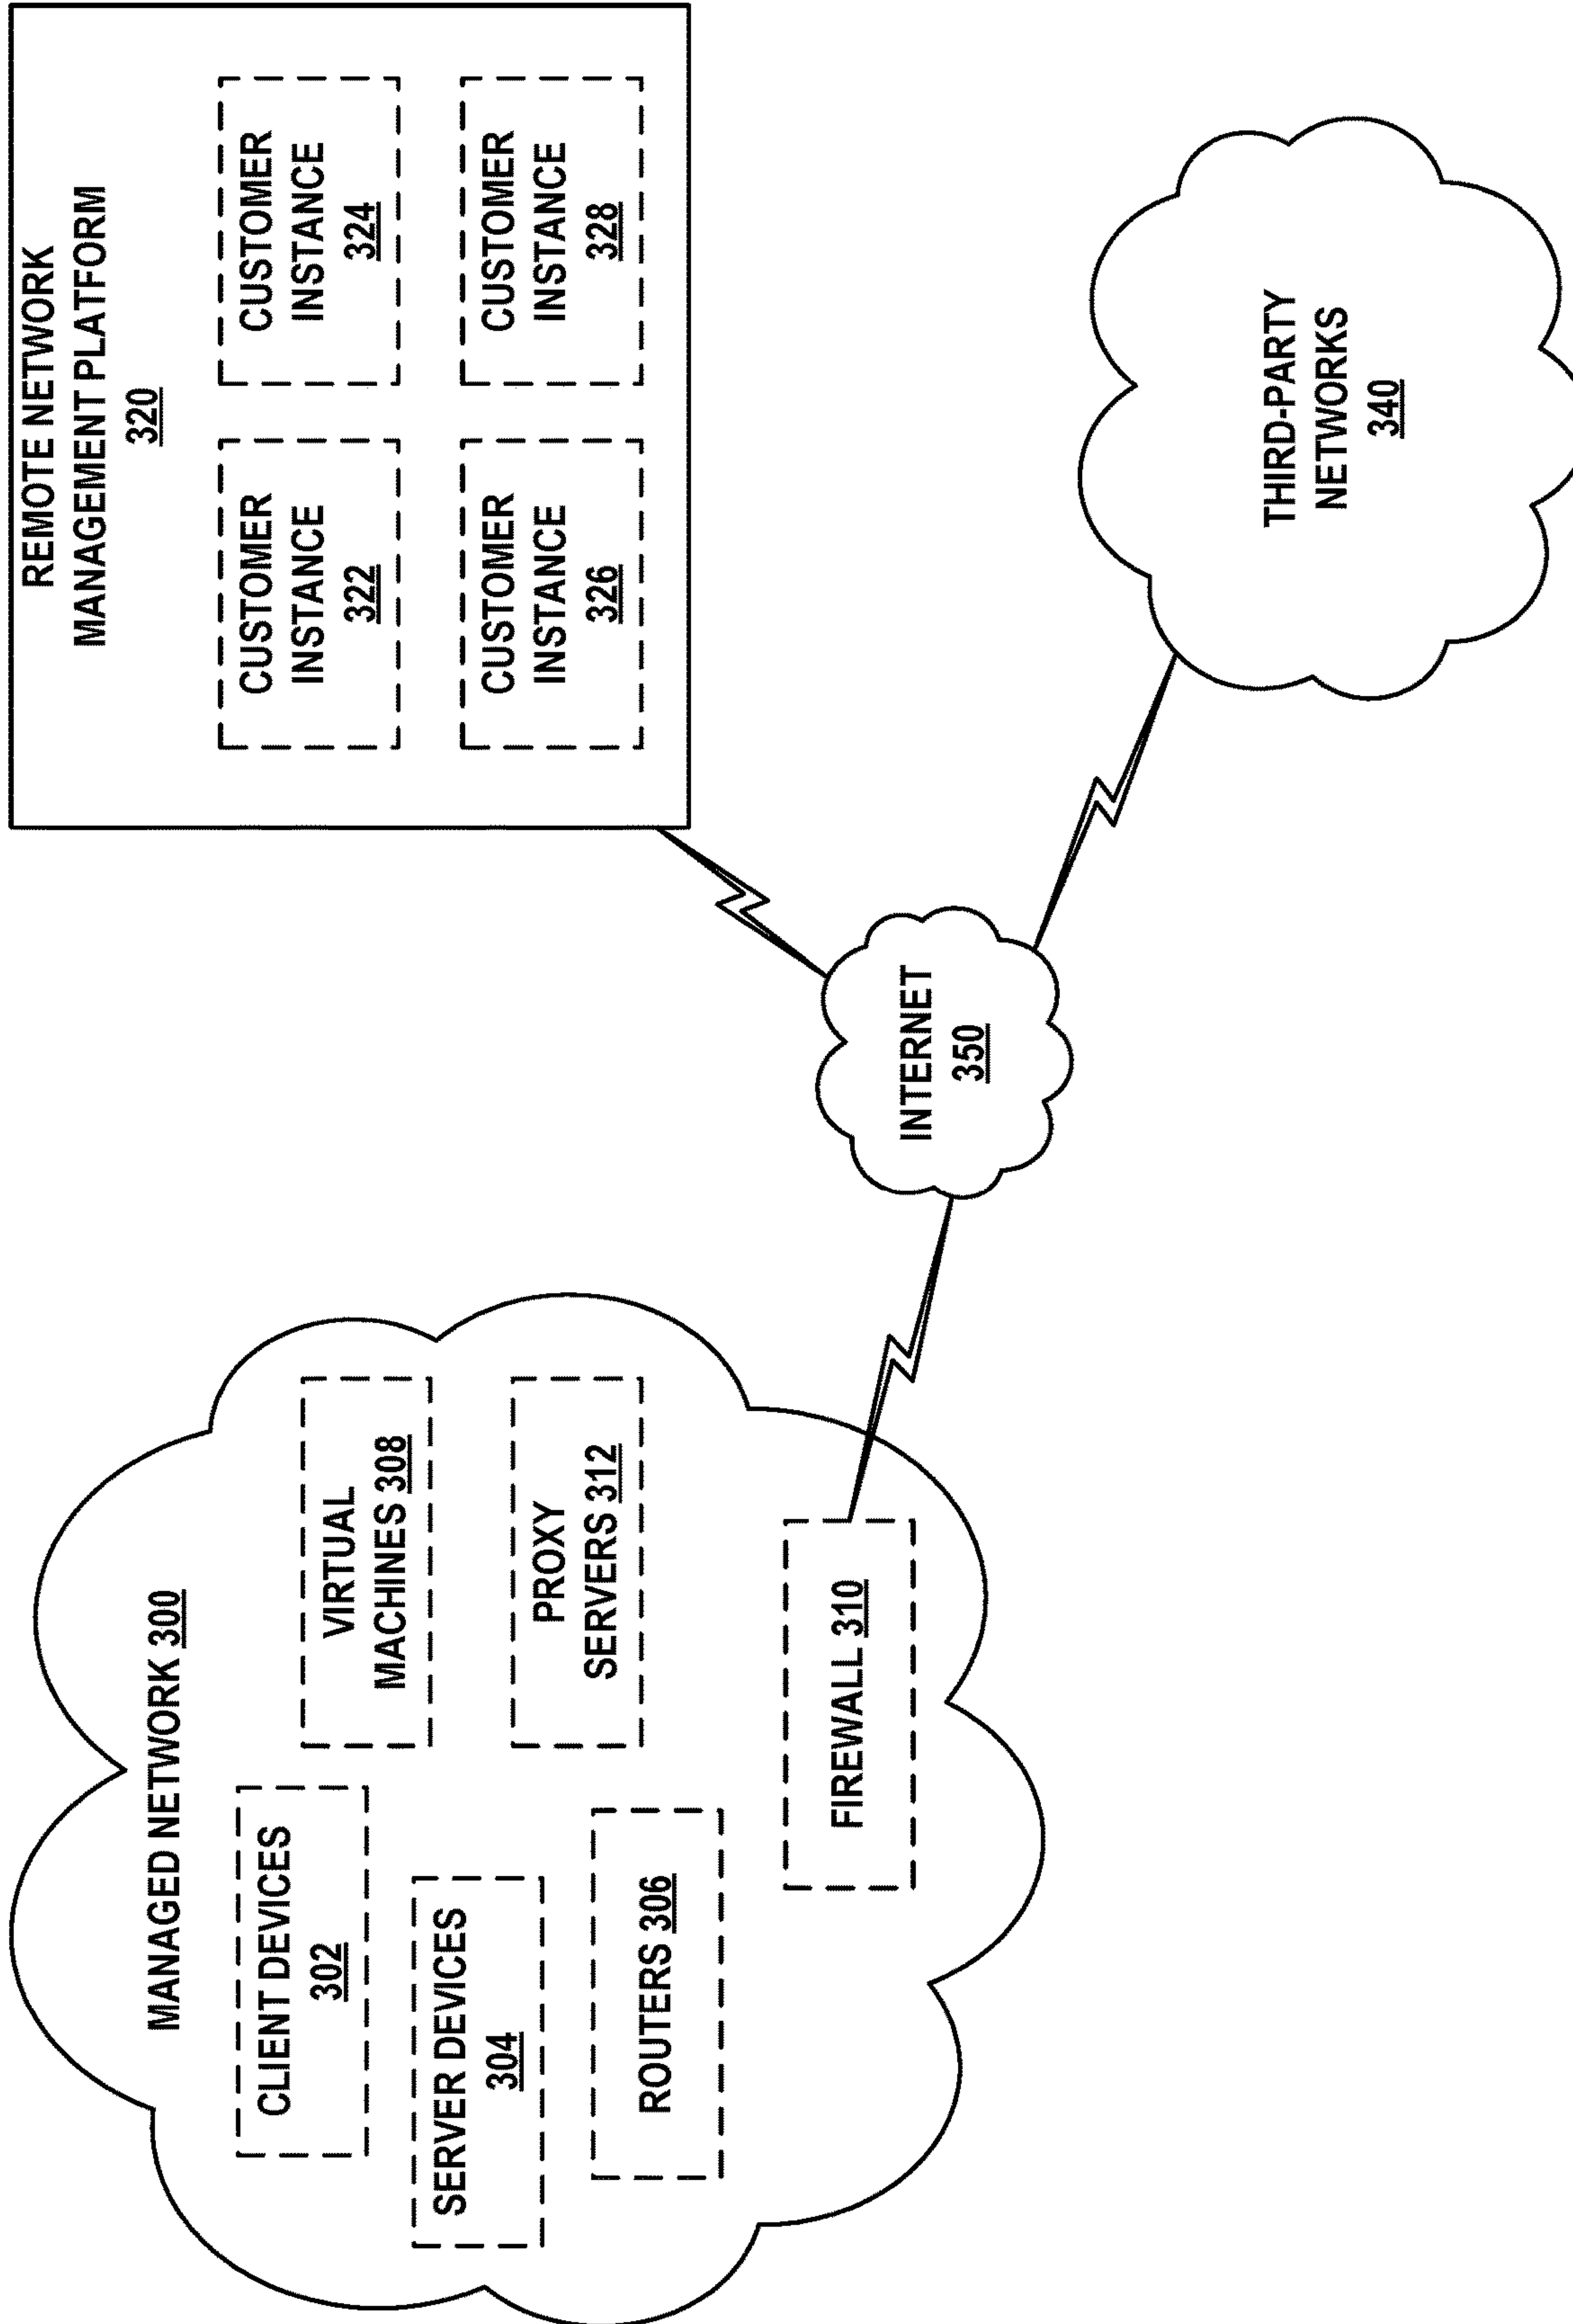 MANAGED NETWORK 300
CLIENT DEVICES
302
SERVER DEVICES
304
ROUTERS 306
VIRTUAL
MACHINES 308
PROXY
SERVERS 312
FIREWALL 310
INTERNET
350
REMOTE NETWORK
MANAGEMENT PLATFORM
320
CUSTOMER
INSTANCE
322
CUSTOMER
INSTANCE
324
CUSTOMER
INSTANCE
326
CUSTOMER
INSTANCE
328
THIRD-PARTY
NETWORKS
340